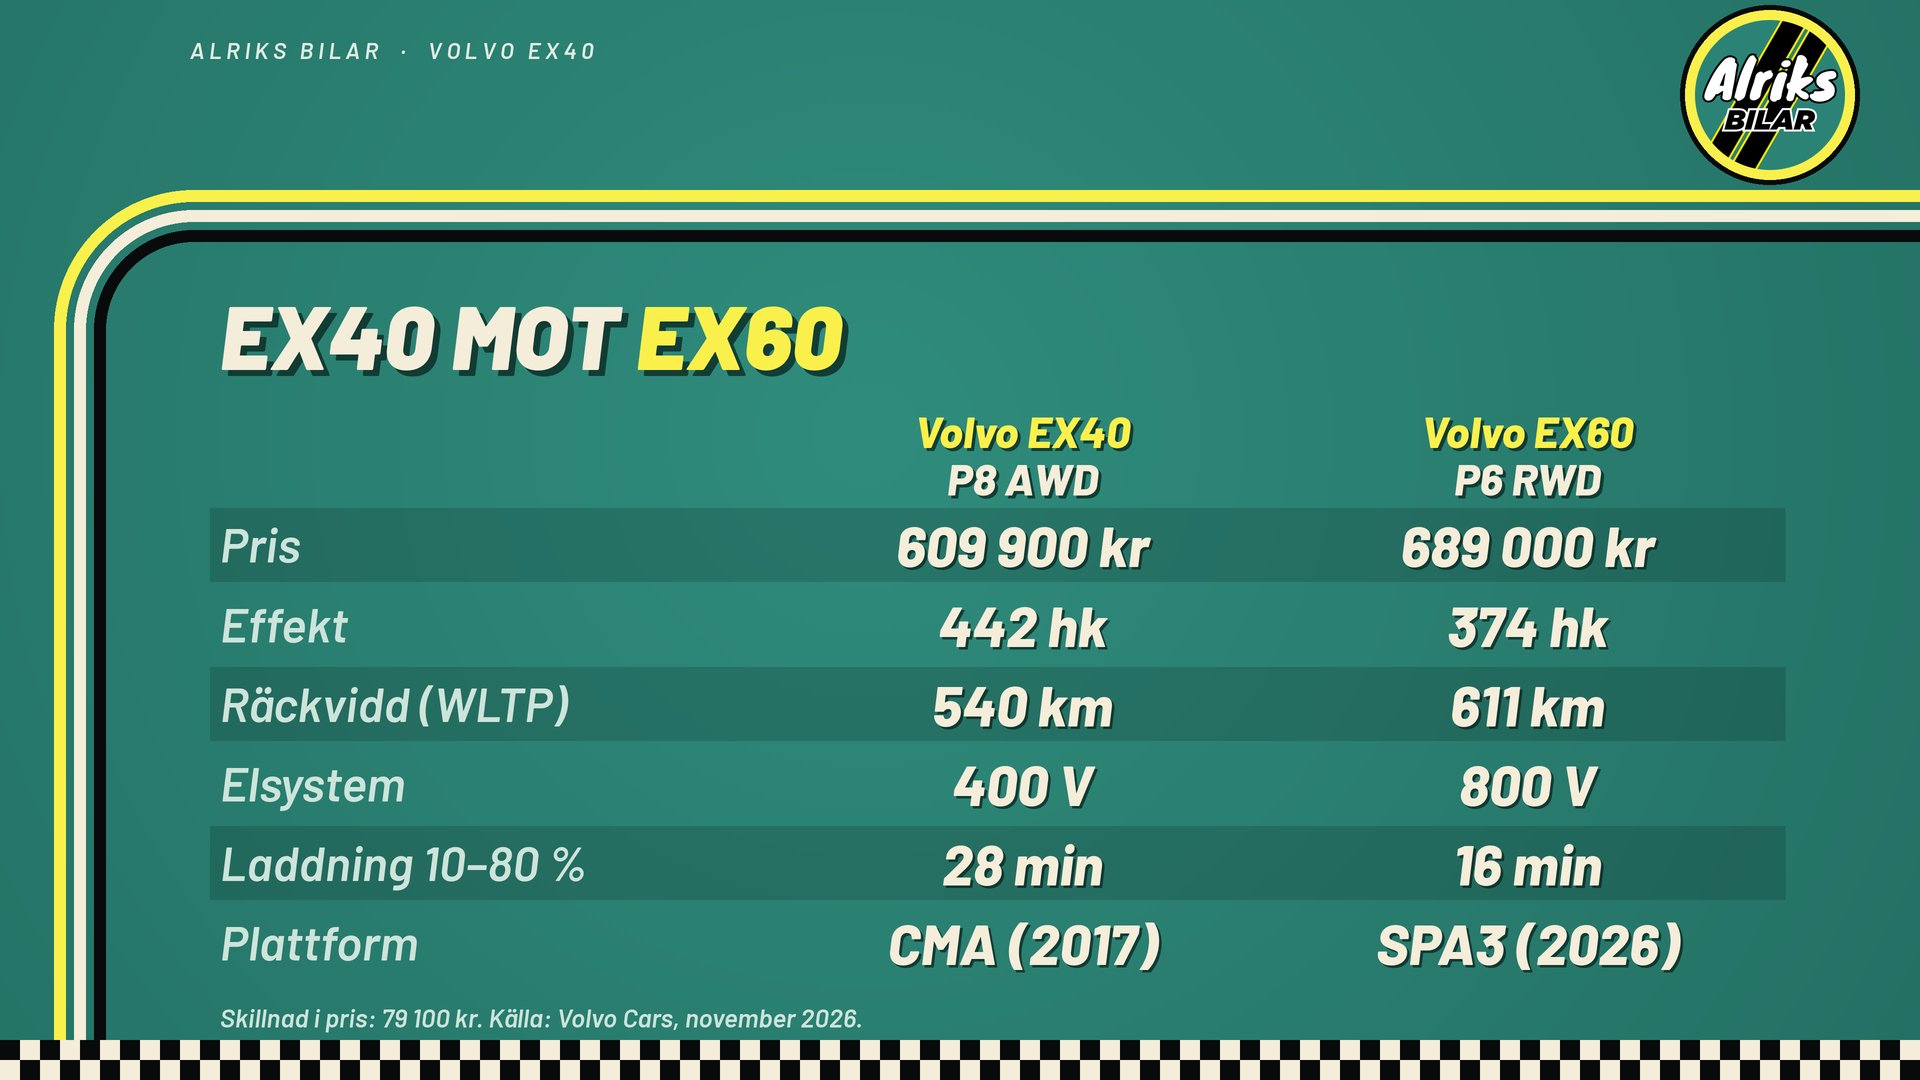 ALRIKS BILAR · VOLVO EX40
Alriks
BILAR
EX40 MOT EX60
Volvo EX40 Volvo EX60
P8 AWD P6 RWD
Pris 609 900 kr 689 000 kr
Effekt 442 hk 374 hk
Räckvidd (WLTP) 540 km 611 km
Elsystem 400 V 800 V
Laddning 10–80 % 28 min 16 min
Plattform CMA (2017) SPA3 (2026)
Skillnad i pris: 79 100 kr. Källa: Volvo Cars, november 2026.